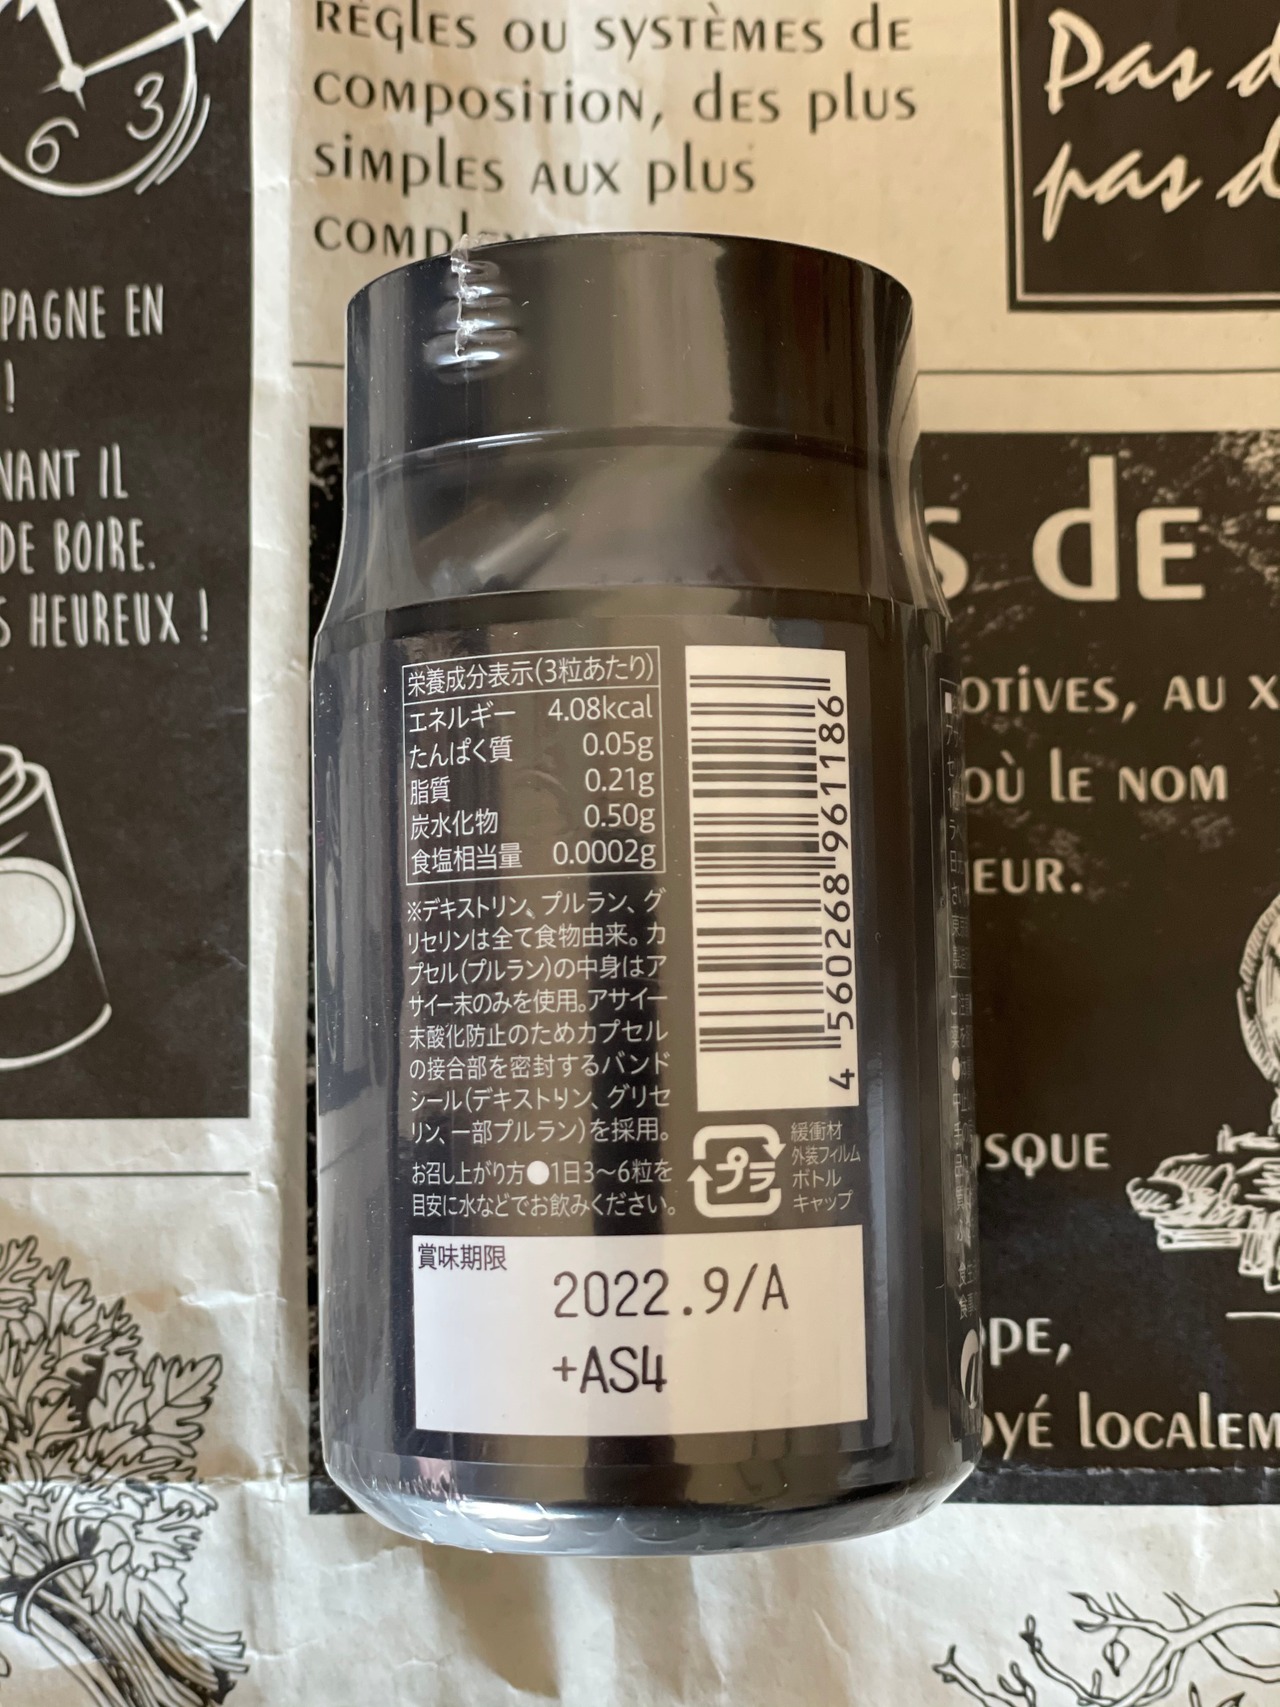 RÈGLES OU SYSTÈMES DE
COMPOSITION, DES PLUS
SIMPLES AUX PLUS
Pas
pas
3
6
PAGNE EN
!
DE BOIRE.
HEUREUX !
DE
AU
OÙ LE NOM
栄養成分表示(3粒あたり)
エネルギー 4.08kcal
たんぱく質 0.05g
脂質 0.21g
炭水化物 0.50g
食塩相当量 0.0002g
※デキストリン、プルラン、グ
リセリンは全て食物由来。カ
プセル(プルラン)の中身はア
サイー末のみを使用。アサイー
末酸化防止のためカプセル
の接合部を密封するバンド
シール(デキストリン、グリセ
リン、一部プルラン)を採用。
お召し上がり方●1日3〜6粒を
目安に水などでお飲みください。
4 560268 961186
プラ
緩衝材
外装フィルム
ボトル
キャップ
賞味期限
2022.9/A
+AS4